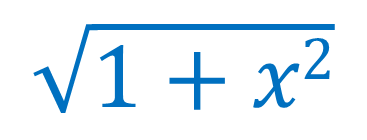 √1 + x²